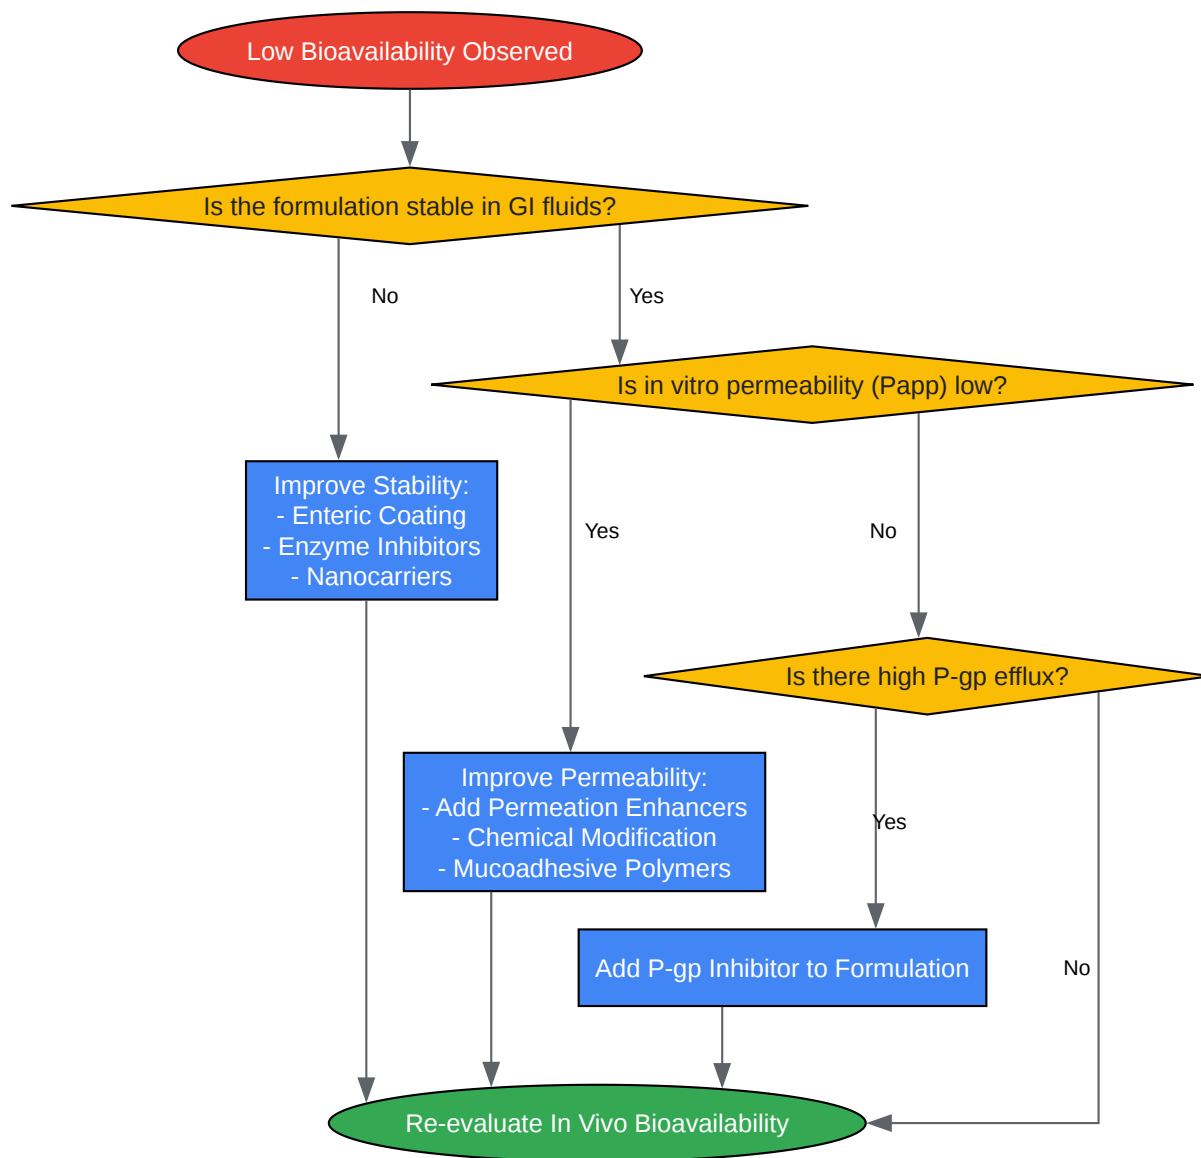 Low Bioavailability Observed
Is the formulation stable in GI fluids?
No
Yes
Is in vitro permeability (Papp) low?
Improve Stability:
- Enteric Coating
- Enzyme Inhibitors
- Nanocarriers
Yes
No
Is there high P-gp efflux?
Improve Permeability:
- Add Permeation Enhancers
- Chemical Modification
- Mucoadhesive Polymers
Yes
Add P-gp Inhibitor to Formulation
No
Re-evaluate In Vivo Bioavailability